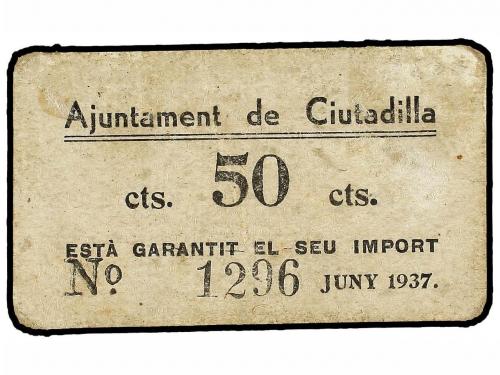 Ajuntament de Ciutadilla
cts. 50 cts.
ESTÀ GARANTIT EL SEU IMPORT
Nº 1296 JUNY 1937.